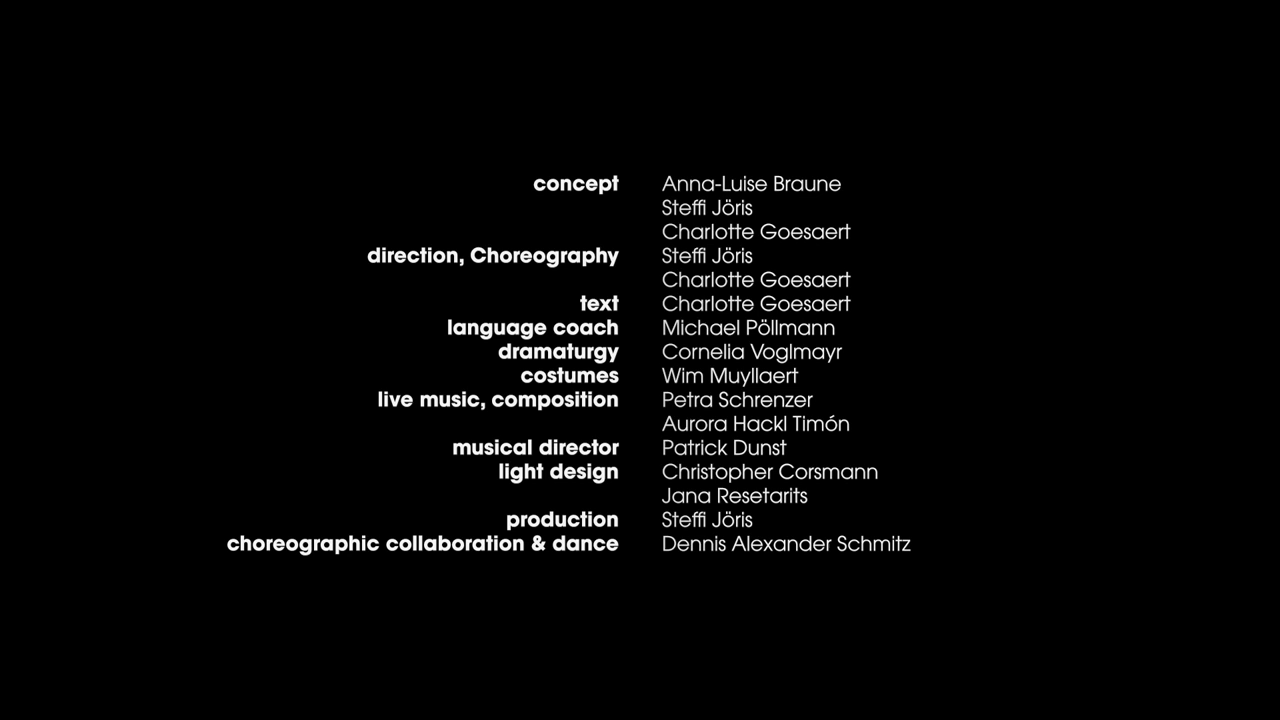 concept Anna-Luise Braune
Steffi Jöris
Charlotte Goesaert
direction, Choreography Steffi Jöris
Charlotte Goesaert
text Charlotte Goesaert
language coach Michael Pöllmann
dramaturgy Cornelia Voglmayr
costumes Wim Muyllaert
live music, composition Petra Schrenzer
Aurora Hackl Timón
musical director Patrick Dunst
light design Christopher Corsmann
Jana Resetarits
production Steffi Jöris
choreographic collaboration & dance Dennis Alexander Schmitz